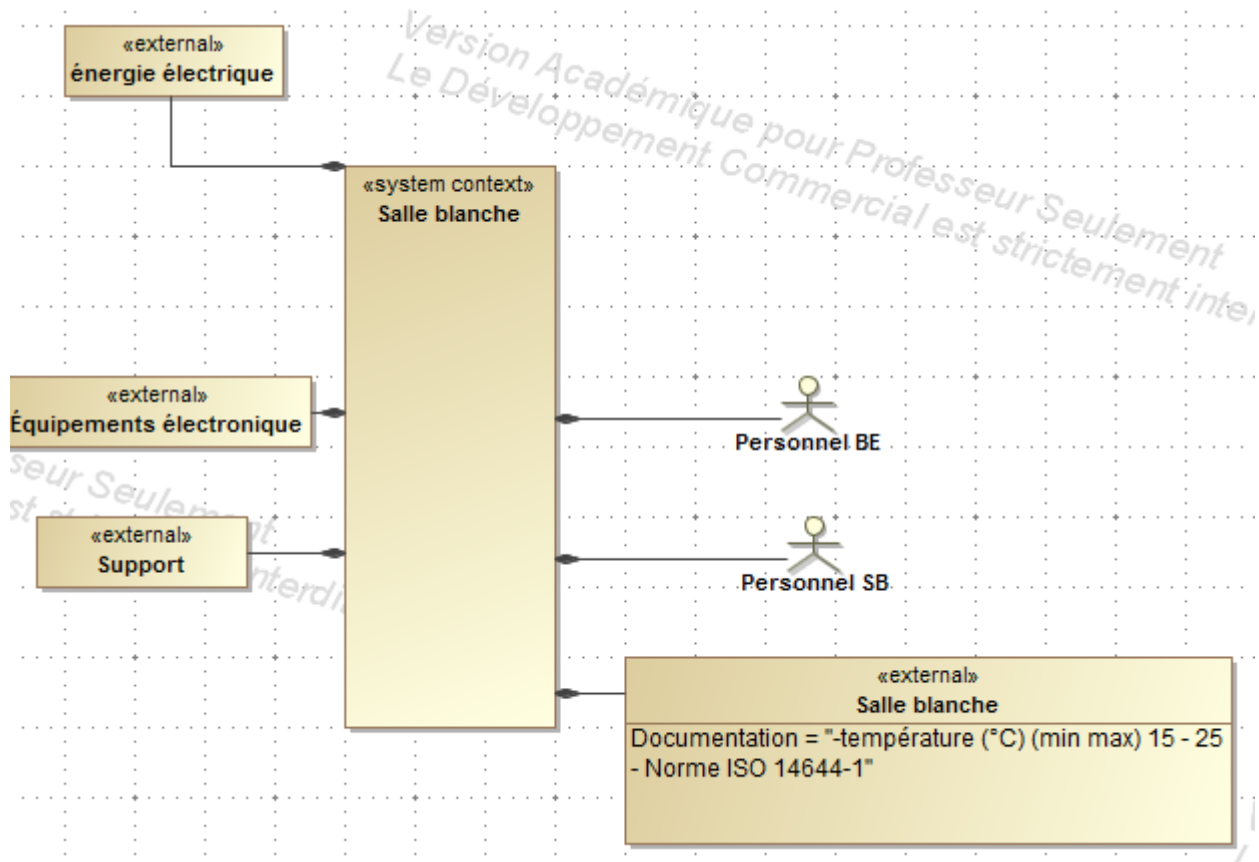 «external»
énergie électrique
Version Académique pour Professeur Seulement
Le Développement Commercial est strictement inter
«system context»
Salle blanche
«external»
Équipements électronique
Personnel BE
seur Seulement
«external»
Support
Personnel SB
«external»
Salle blanche
Documentation = "-température (°C) (min max) 15 - 25
- Norme ISO 14644-1"